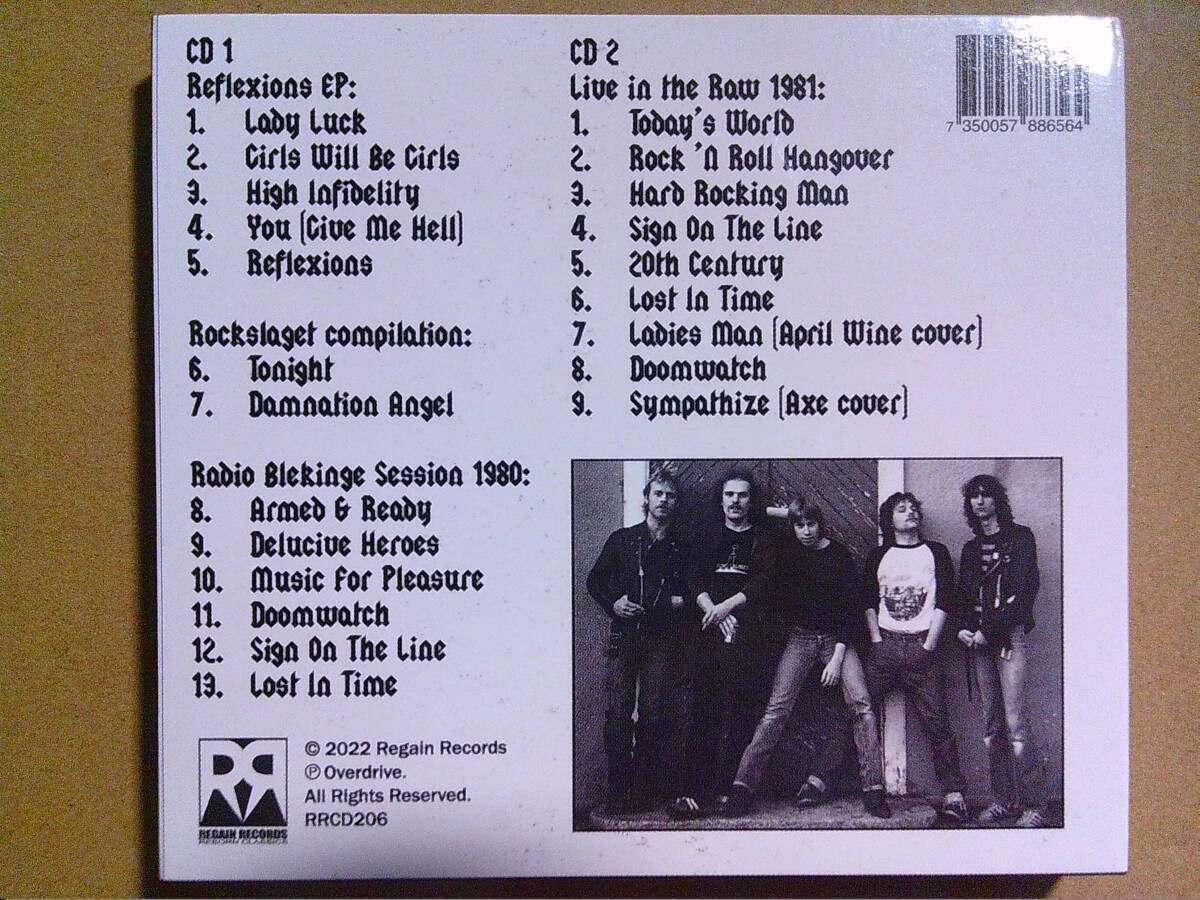 CD 1
Reflexions EP:
1. Lady Luck
2. Girls Will Be Girls
3. High Infidelity
4. You (Give Me Hell)
5. Reflexions
Rockslaget compilation:
6. Tonight
7. Damnation Angel
Radio Blekinge Session 1980:
8. Armed & Ready
9. Delucive Heroes
10. Music For Pleasure
11. Doomwatch
12. Sign On The Line
13. Lost In Time
CD 2
Live in the Raw 1981:
1. Today's World
2. Rock 'N Roll Hangover
3. Hard Rocking Man
4. Sign On The Line
5. 20th Century
6. Lost In Time
7. Ladies Man (April Wine cover)
8. Doomwatch
9. Sympathize (Axe cover)
7 350057 886564
REGAIN RECORDS
REBORN CLASSICS
© 2022 Regain Records
℗ Overdrive.
All Rights Reserved.
RRCD206